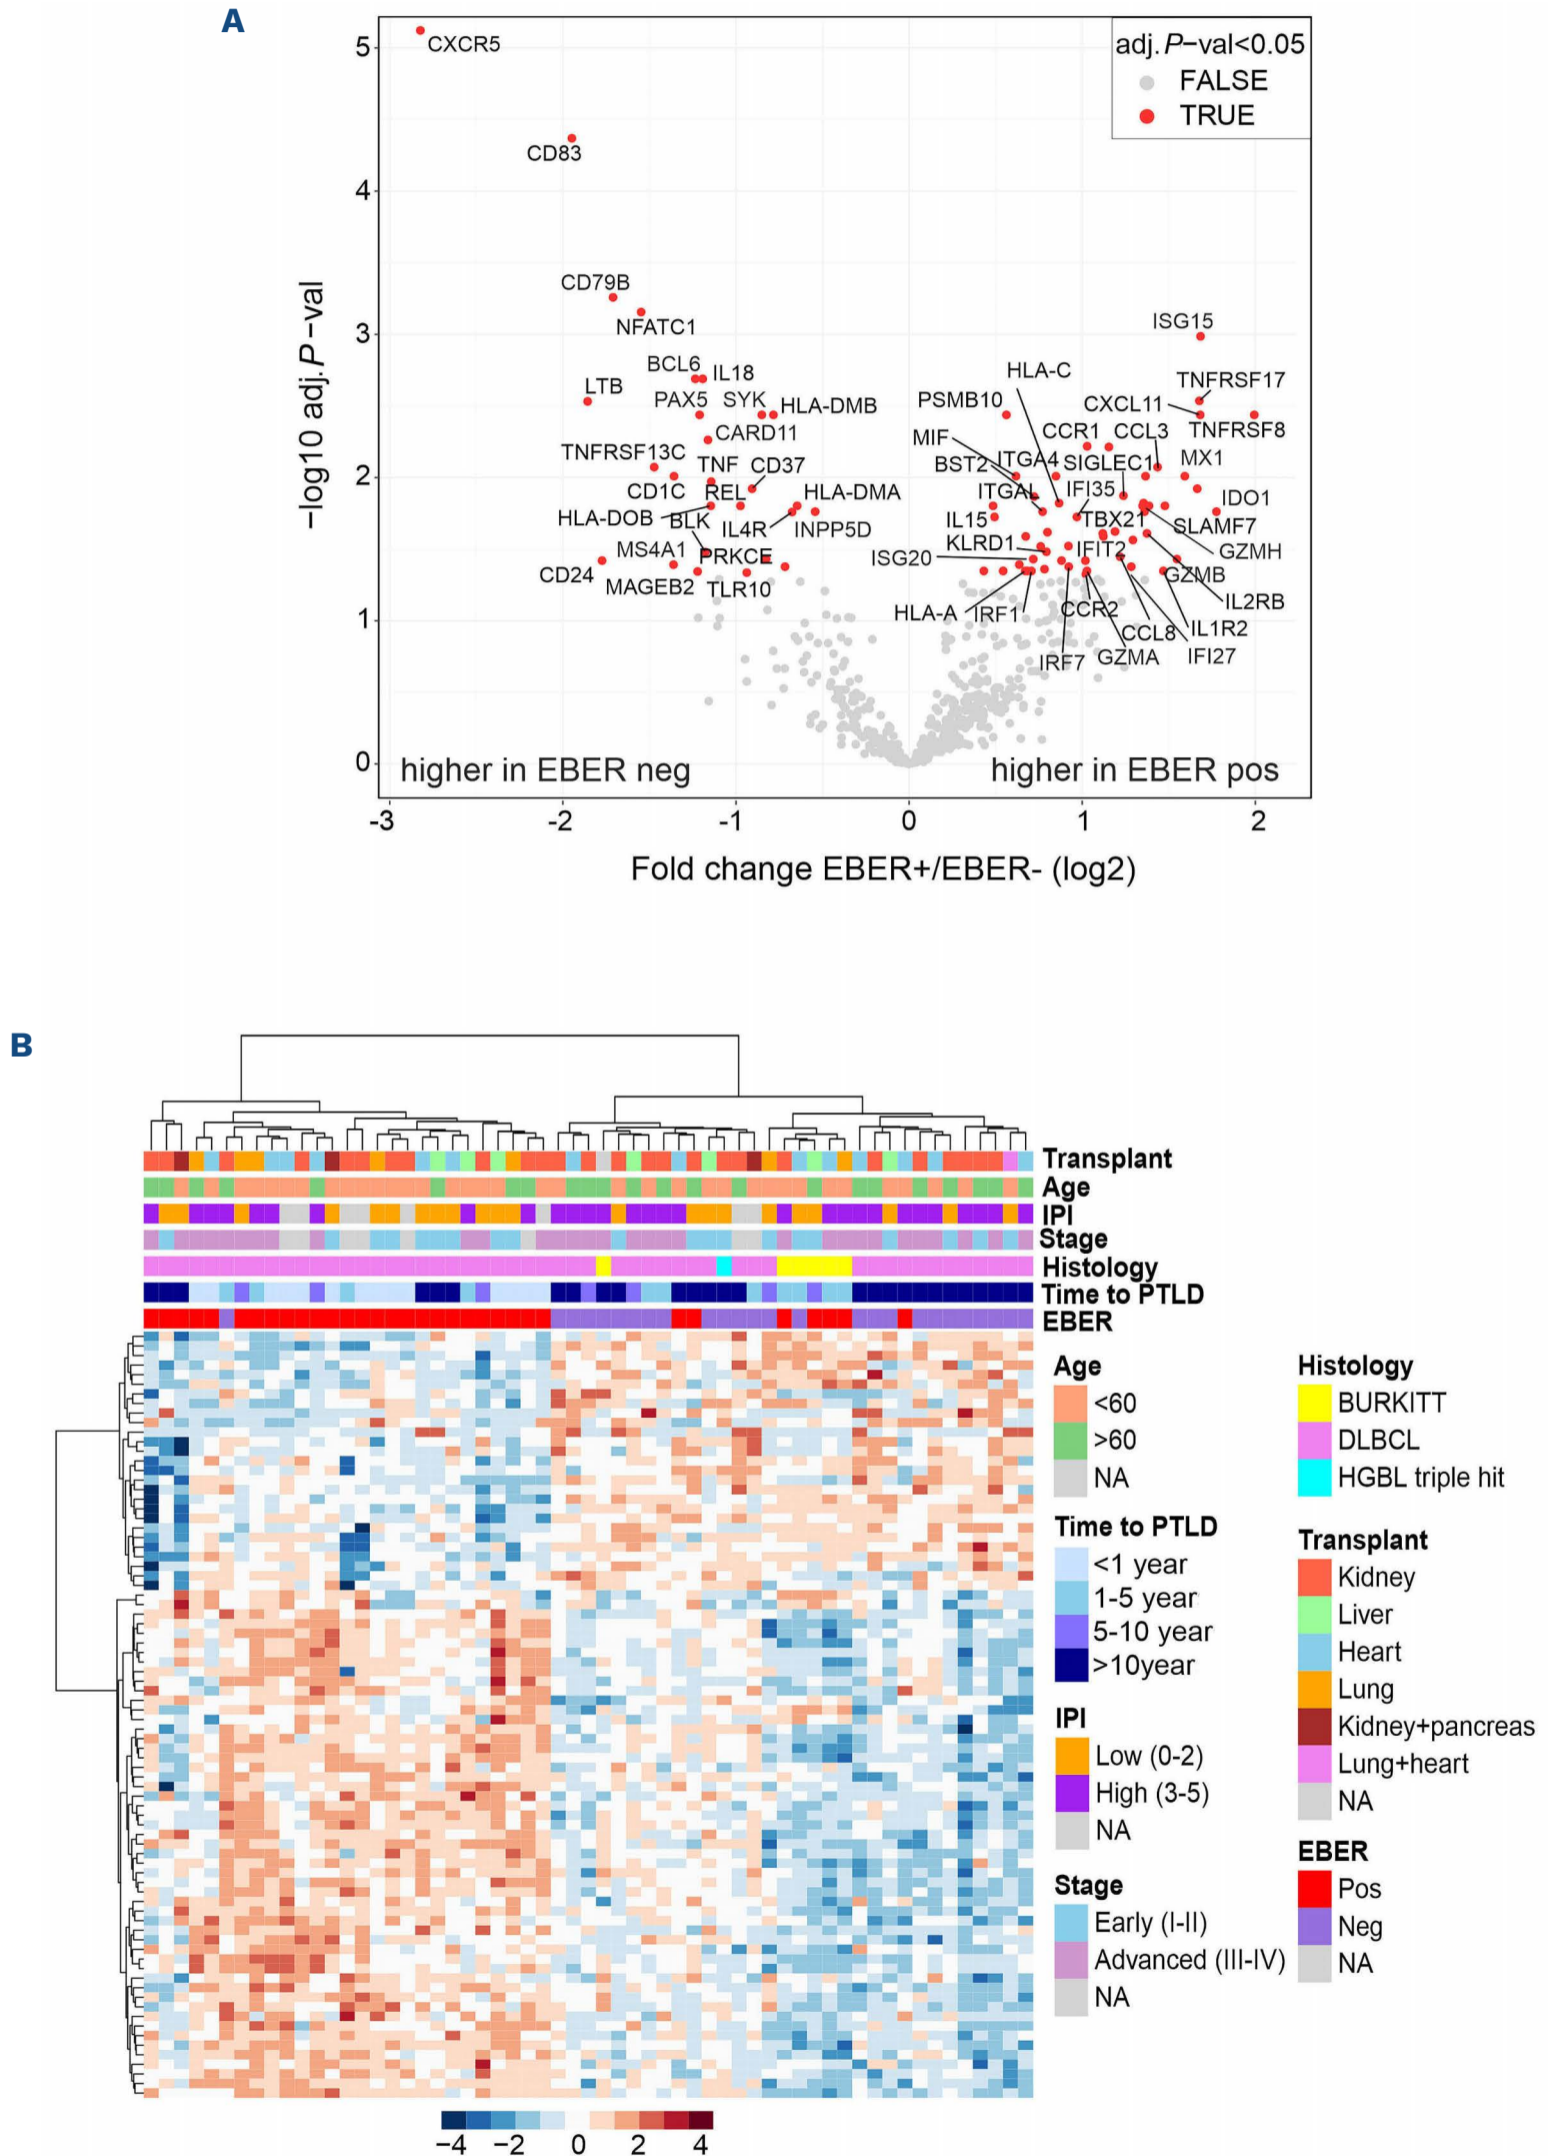 A
CXCR5
CD83
CD79B
NFATC1
BCL6
IL18
LTB
PAX5
SYK
HLA-DMB
CARD11
TNFRSF13C
TNF
CD37
CD1C
REL
HLA-DMA
HLA-DOB
BLK
IL4R
INPP5D
MS4A1
PRKCE
CD24
MAGEB2
TLR10
adj.P−val<0.05
FALSE
TRUE
ISG15
HLA-C
TNFRSF17
PSMB10
CXCL11
TNFRSF8
MIF
CCR1
CCL3
BST2
ITGA4
SIGLEC1
MX1
ITGAL
IFI35
IDO1
IL15
TBX21
SLAMF7
KLRD1
IFIT2
GZMH
ISG20
GZMB
IL2RB
HLA-A
IRF1
CCR2
CCL8
IL1R2
IRF7
GZMA
IFI27
higher in EBER neg
higher in EBER pos
5
4
3
2
1
0
−log10 adj.P−val
-3
-2
-1
0
1
2
Fold change EBER+/EBER- (log2)
B
Transplant
Age
IPI
Stage
Histology
Time to PTLD
EBER
Age
<60
>60
NA
Time to PTLD
<1 year
1-5 year
5-10 year
>10year
IPI
Low (0-2)
High (3-5)
NA
Stage
Early (I-II)
Advanced (III-IV)
NA
Histology
BURKITT
DLBCL
HGBL triple hit
Transplant
Kidney
Liver
Heart
Lung
Kidney+pancreas
Lung+heart
NA
EBER
Pos
Neg
NA
−4
−2
0
2
4